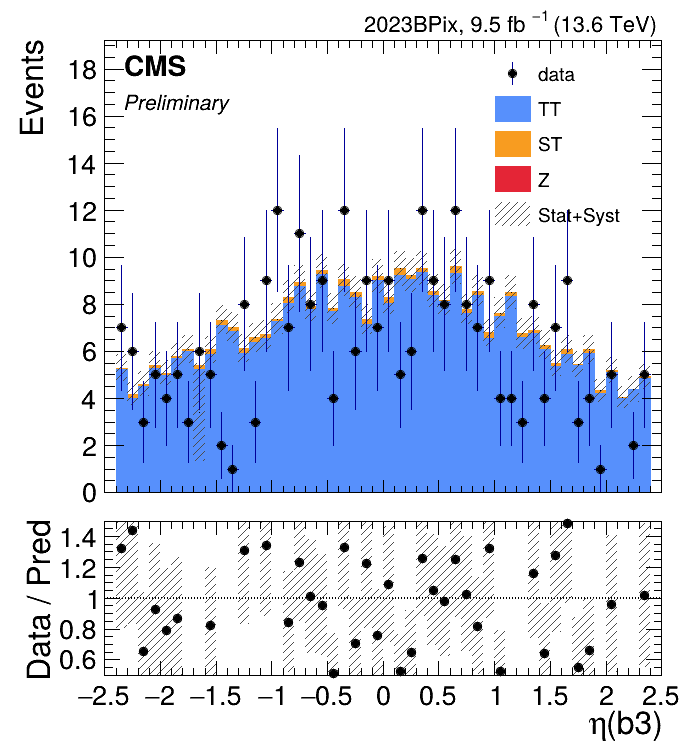 2023BPix, 9.5 fb⁻¹ (13.6 TeV)
CMS
Preliminary
Events
data
TT
ST
Z
Stat+Syst
18
16
14
12
10
8
6
4
2
0
Data / Pred
1.4
1.2
1
0.8
0.6
−2.5 −2 −1.5 −1 −0.5 0 0.5 1 1.5 2 2.5
η(b3)